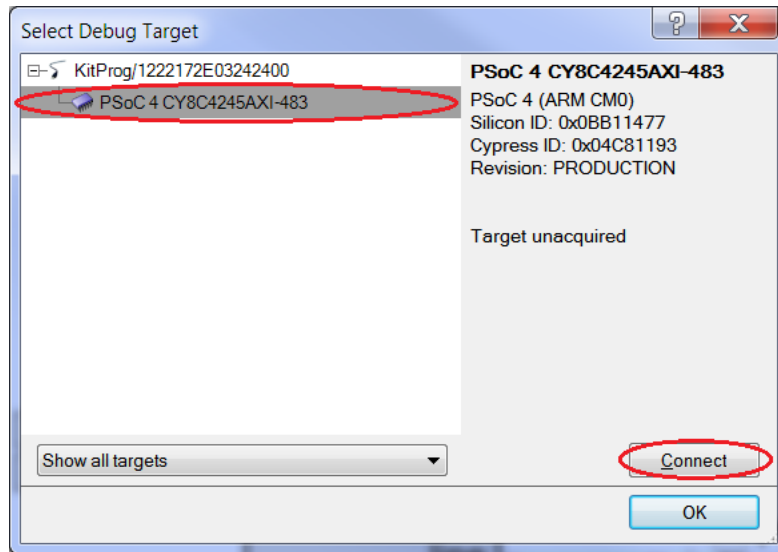 Select Debug Target
KitProg/1222172E03242400
PSoC 4 CY8C4245AXI-483
PSoC 4 CY8C4245AXI-483
PSoC 4 (ARM CM0)
Silicon ID: 0x0BB11477
Cypress ID: 0x04C81193
Revision: PRODUCTION
Target unacquired
Show all targets
Connect
OK